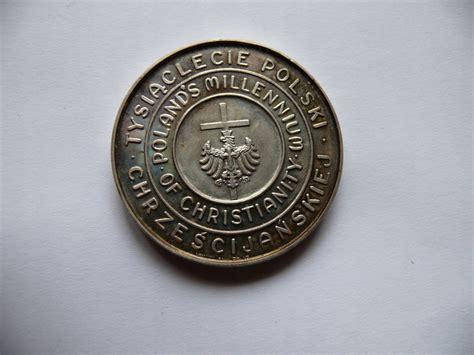 · TYSIĄCLECIE POLSKI ·
CHRZEŚCIJAŃSKIEJ
· POLAND'S MILLENNIUM ·
OF CHRISTIANITY